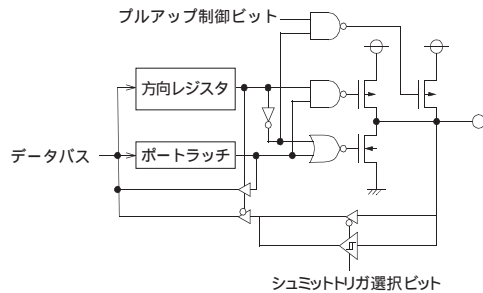 プルアップ制御ビット
方向レジスタ
データバス
ポートラッチ
シュミットトリガ選択ビット